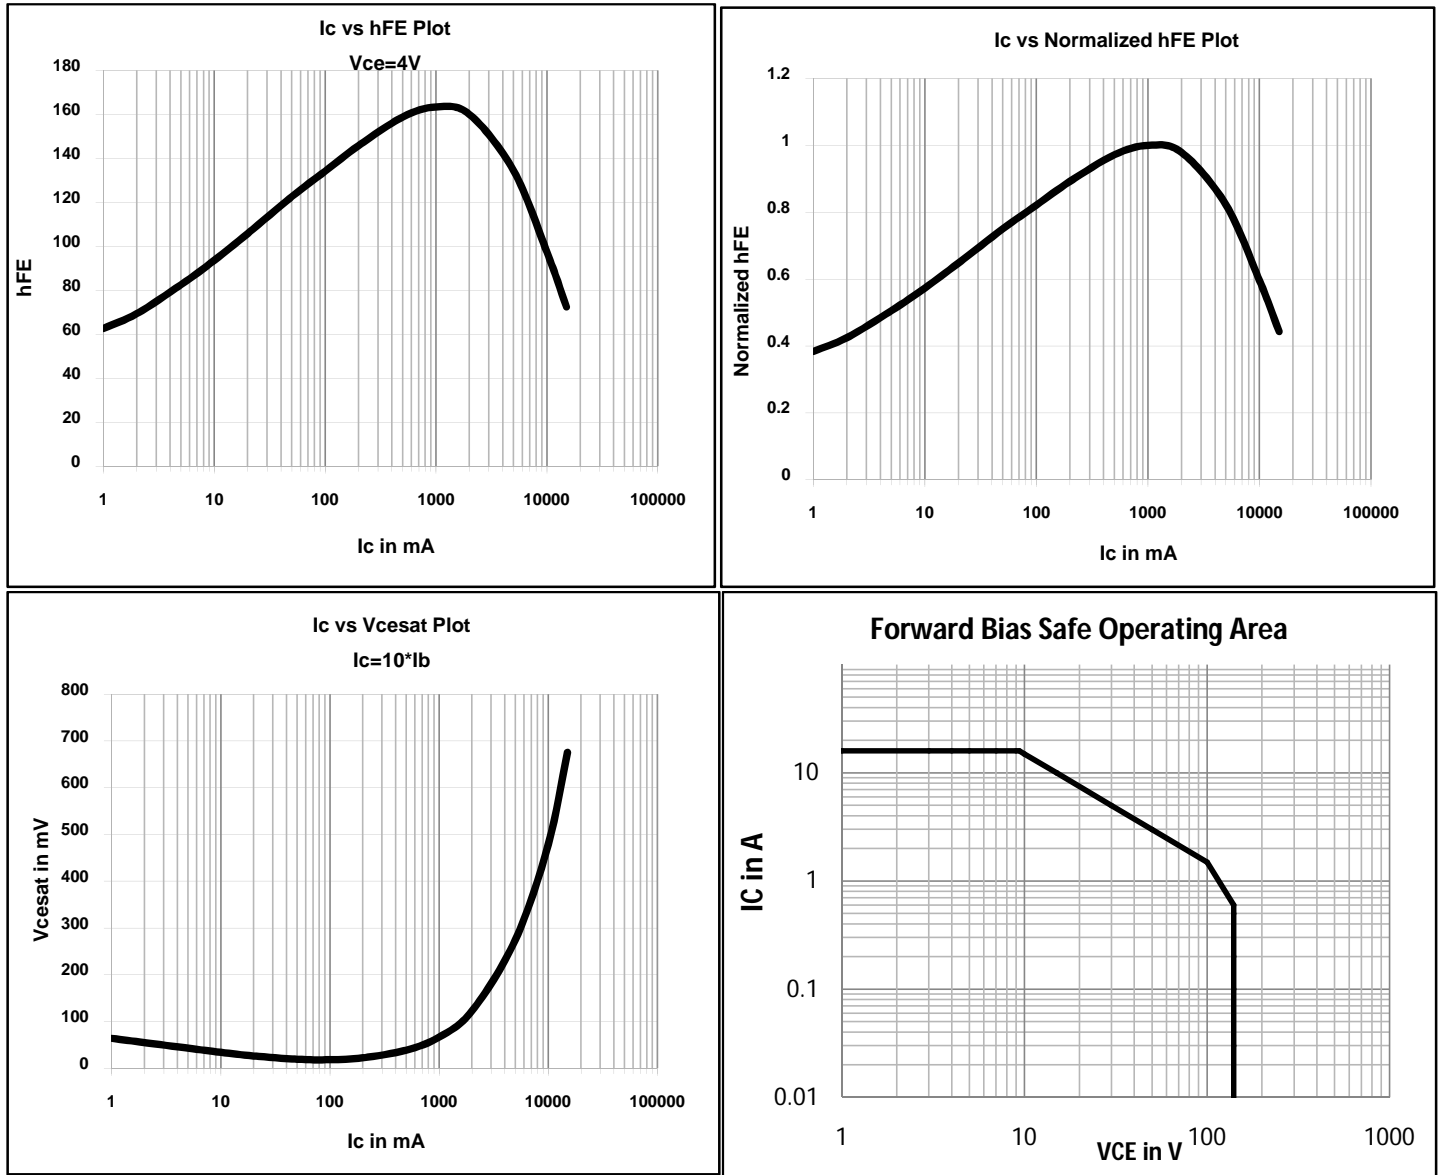 Ic vs hFE Plot
Vce=4V
180
160
140
120
100
80
60
40
20
0
hFE
1 10 100 1000 10000 100000
Ic in mA
Ic vs Normalized hFE Plot
1.2
1
0.8
0.6
0.4
0.2
0
Normalized hFE
1 10 100 1000 10000 100000
Ic in mA
Ic vs Vcesat Plot
Ic=10*Ib
800
700
600
500
400
300
200
100
0
Vcesat in mV
1 10 100 1000 10000 100000
Ic in mA
Forward Bias Safe Operating Area
10
1
0.1
0.01
IC in A
1 10 100 1000
VCE in V